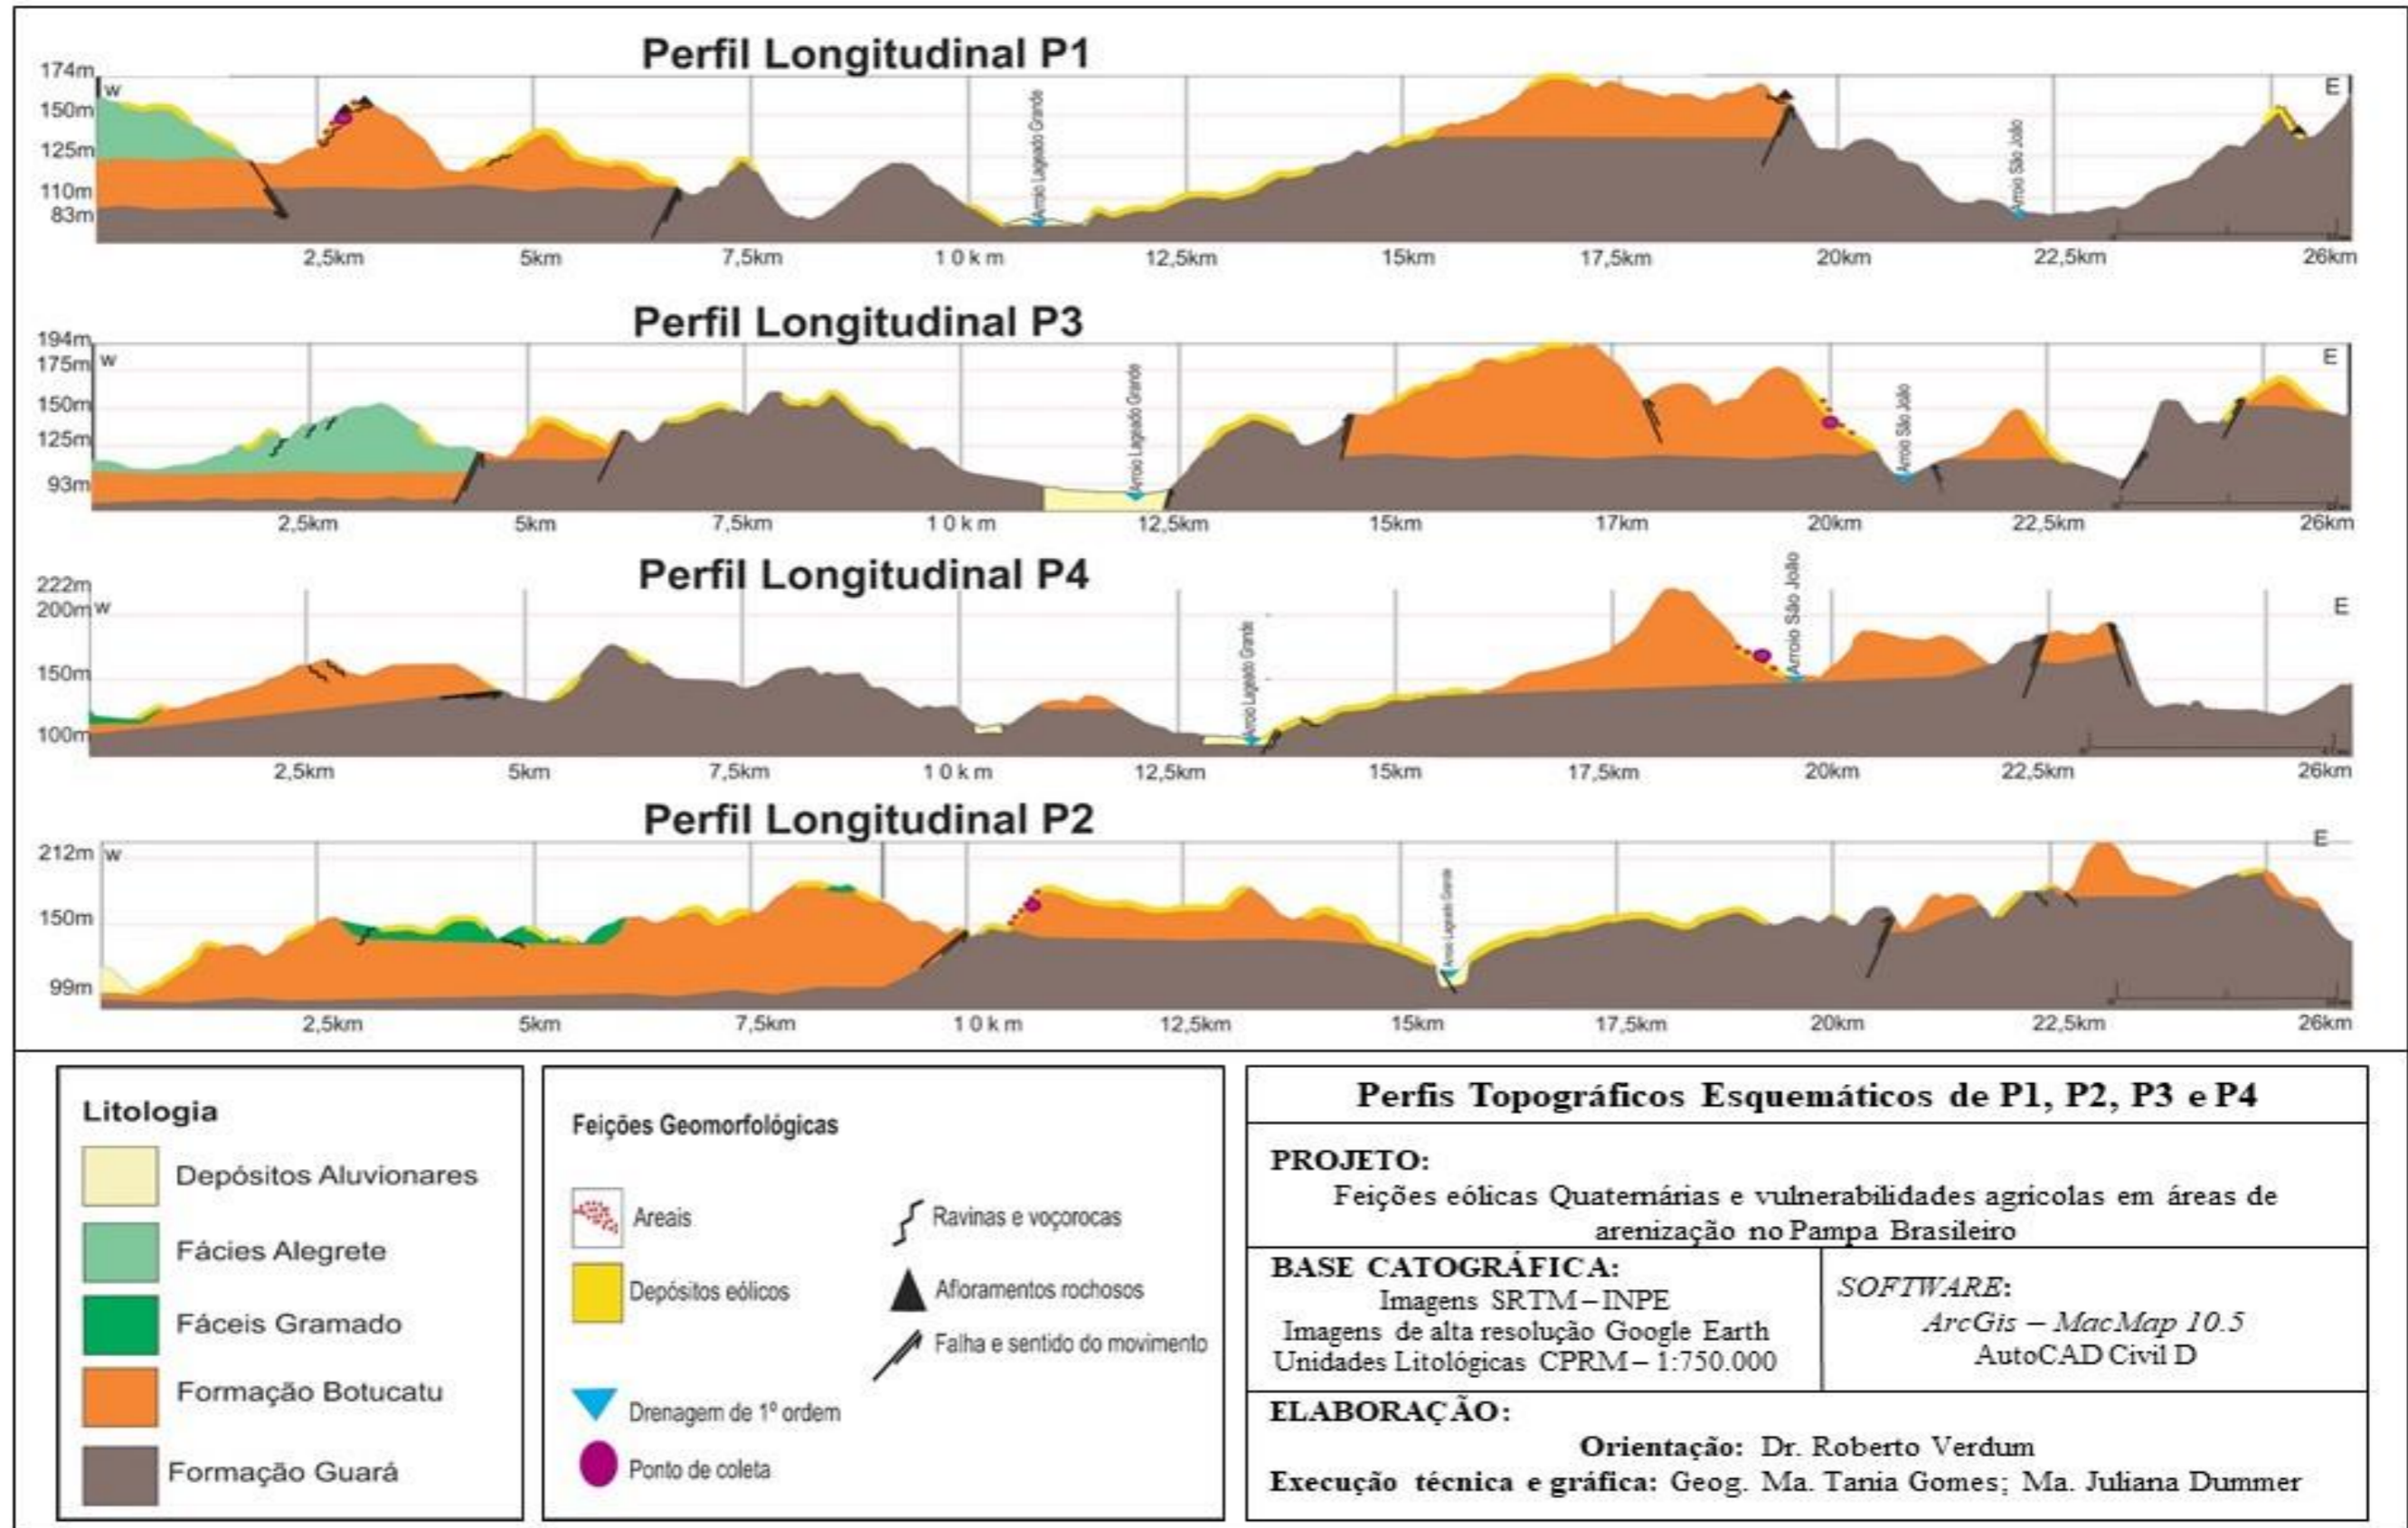 Perfil Longitudinal P1
174m
W
E
150m
125m
110m
83m
Arroio Lageado Grande
Arroio São João
2,5km
5km
7,5km
10km
12,5km
15km
17,5km
20km
22,5km
26km
Perfil Longitudinal P3
194m
W
E
175m
150m
125m
93m
Arroio Lageado Grande
Arroio São João
2,5km
5km
7,5km
10km
12,5km
15km
17km
20km
22,5km
26km
Perfil Longitudinal P4
222m
200m
W
E
150m
100m
Arroio Lageado Grande
Arroio São João
2,5km
5km
7,5km
10km
12,5km
15km
17,5km
20km
22,5km
26km
Perfil Longitudinal P2
212m
W
E
150m
99m
Arroio Lageado Grande
2,5km
5km
7,5km
10km
12,5km
15km
17,5km
20km
22,5km
26km
Litologia
Depósitos Aluvionares
Fácies Alegrete
Fáceis Gramado
Formação Botucatu
Formação Guará
Feições Geomorfológicas
Areais
Depósitos eólicos
Drenagem de 1º ordem
Ponto de coleta
Ravinas e voçorocas
Afloramentos rochosos
Falha e sentido do movimento
Perfis Topográficos Esquemáticos de P1, P2, P3 e P4
PROJETO:
Feições eólicas Quaternárias e vulnerabilidades agrícolas em áreas de
arenização no Pampa Brasileiro
BASE CATOGRÁFICA:
Imagens SRTM – INPE
Imagens de alta resolução Google Earth
Unidades Litológicas CPRM – 1:750.000
SOFTWARE:
ArcGis – MacMap 10.5
AutoCAD Civil D
ELABORAÇÃO:
Orientação: Dr. Roberto Verdum
Execução técnica e gráfica: Geog. Ma. Tania Gomes; Ma. Juliana Dummer